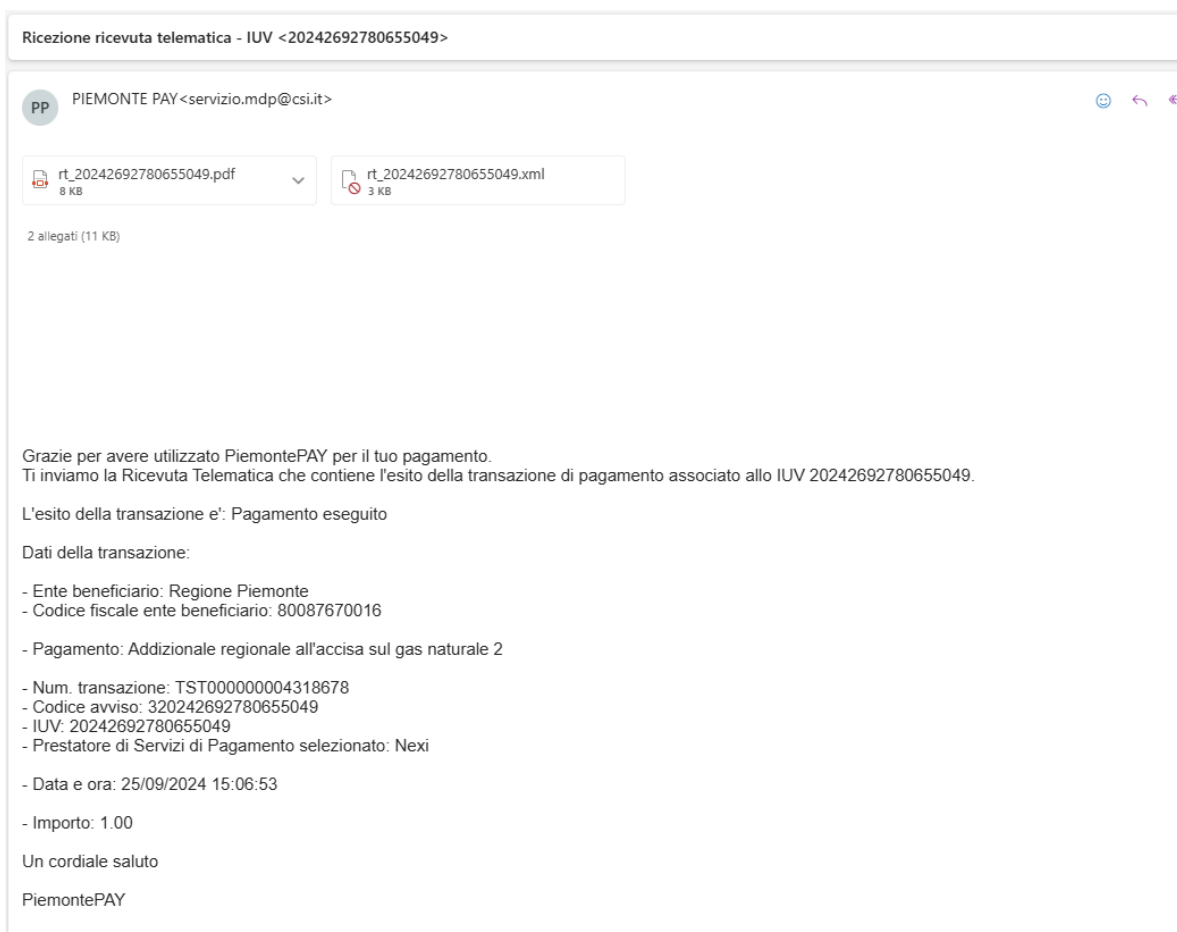 Ricezione ricevuta telematica - IUV <20242692780655049>
PP
PIEMONTE PAY<servizio.mdp@csi.it>
rt_20242692780655049.pdf
8 KB
rt_20242692780655049.xml
3 KB
2 allegati (11 KB)
Grazie per avere utilizzato PiemontePAY per il tuo pagamento.
Ti inviamo la Ricevuta Telematica che contiene l'esito della transazione di pagamento associato allo IUV 20242692780655049.
L'esito della transazione e': Pagamento eseguito
Dati della transazione:
- Ente beneficiario: Regione Piemonte
- Codice fiscale ente beneficiario: 80087670016
- Pagamento: Addizionale regionale all'accisa sul gas naturale 2
- Num. transazione: TST000000004318678
- Codice avviso: 320242692780655049
- IUV: 20242692780655049
- Prestatore di Servizi di Pagamento selezionato: Nexi
- Data e ora: 25/09/2024 15:06:53
- Importo: 1.00
Un cordiale saluto
PiemontePAY